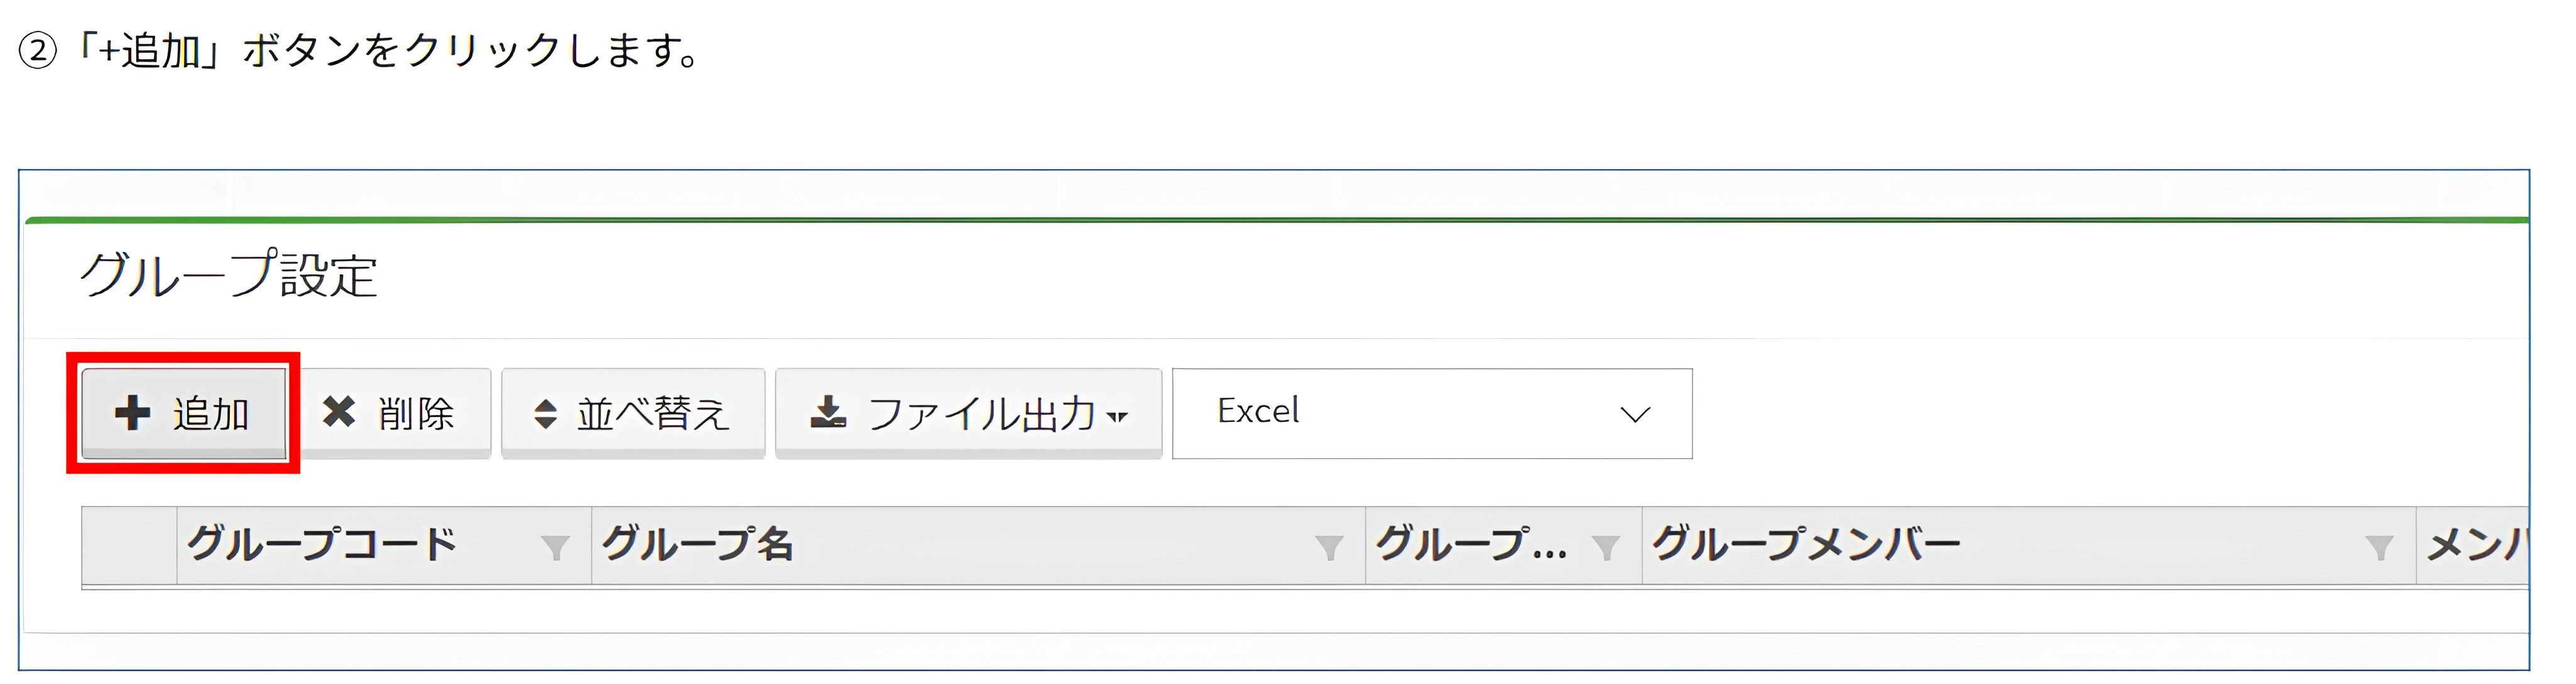 ②「+追加」ボタンをクリックします。
グループ設定
追加 削除 並べ替え ファイル出力 Excel
グループコード グループ名 グループ... グループメンバー メン